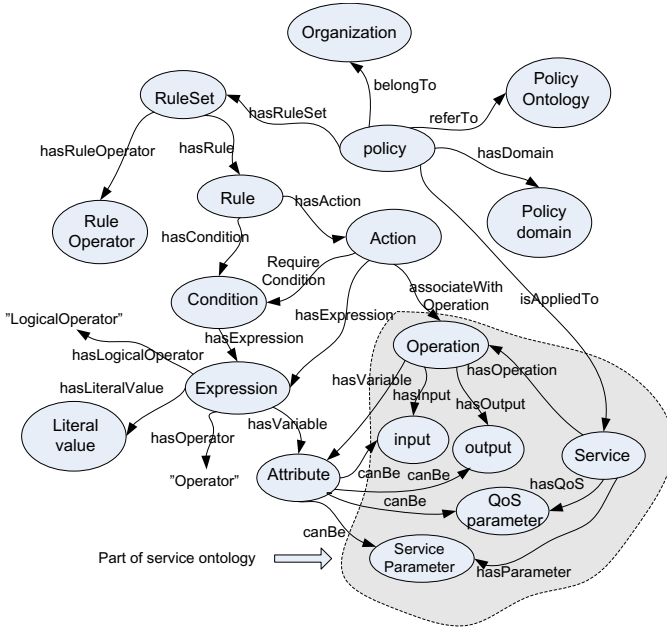 Organization
belongTo
RuleSet
hasRuleSet
referTo
Policy
Ontology
policy
hasRuleOperator
hasRule
hasDomain
Rule
hasAction
Policy
domain
Rule
Operator
hasCondition
Action
Require
Condition
Condition
associateWith
Operation
isAppliedTo
"LogicalOperator"
hasExpression
hasExpression
hasLogicalOperator
Operation
hasOperation
hasLiteralValue
Expression
hasVariable
hasInput
hasOutput
Literal
value
hasOperator
hasVariable
input
output
Service
"Operator"
Attribute
canBe
canBe
hasQoS
canBe
QoS
parameter
canBe
Part of service ontology
Service
Parameter
hasParameter